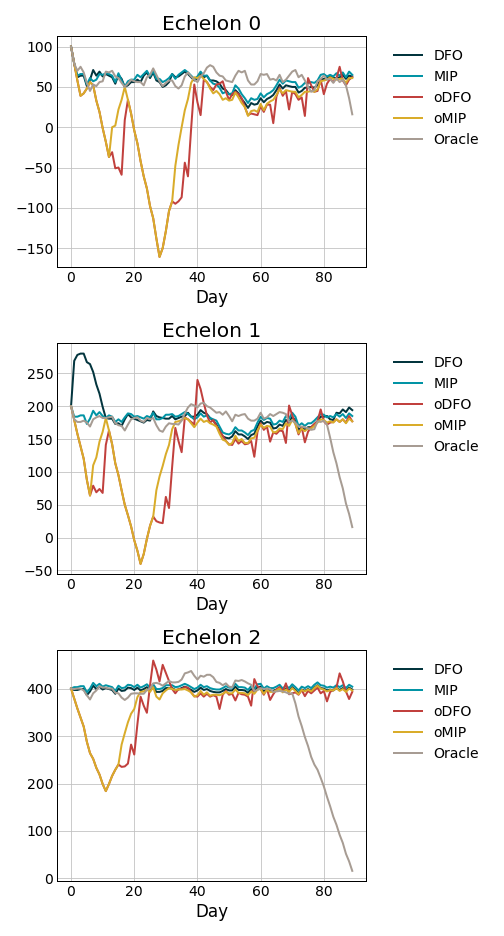 Echelon 0
100
50
0
−50
−100
−150
0 20 40 60 80
Day
DFO
MIP
oDFO
oMIP
Oracle
Echelon 1
250
200
150
100
50
0
−50
0 20 40 60 80
Day
DFO
MIP
oDFO
oMIP
Oracle
Echelon 2
400
300
200
100
0
0 20 40 60 80
Day
DFO
MIP
oDFO
oMIP
Oracle